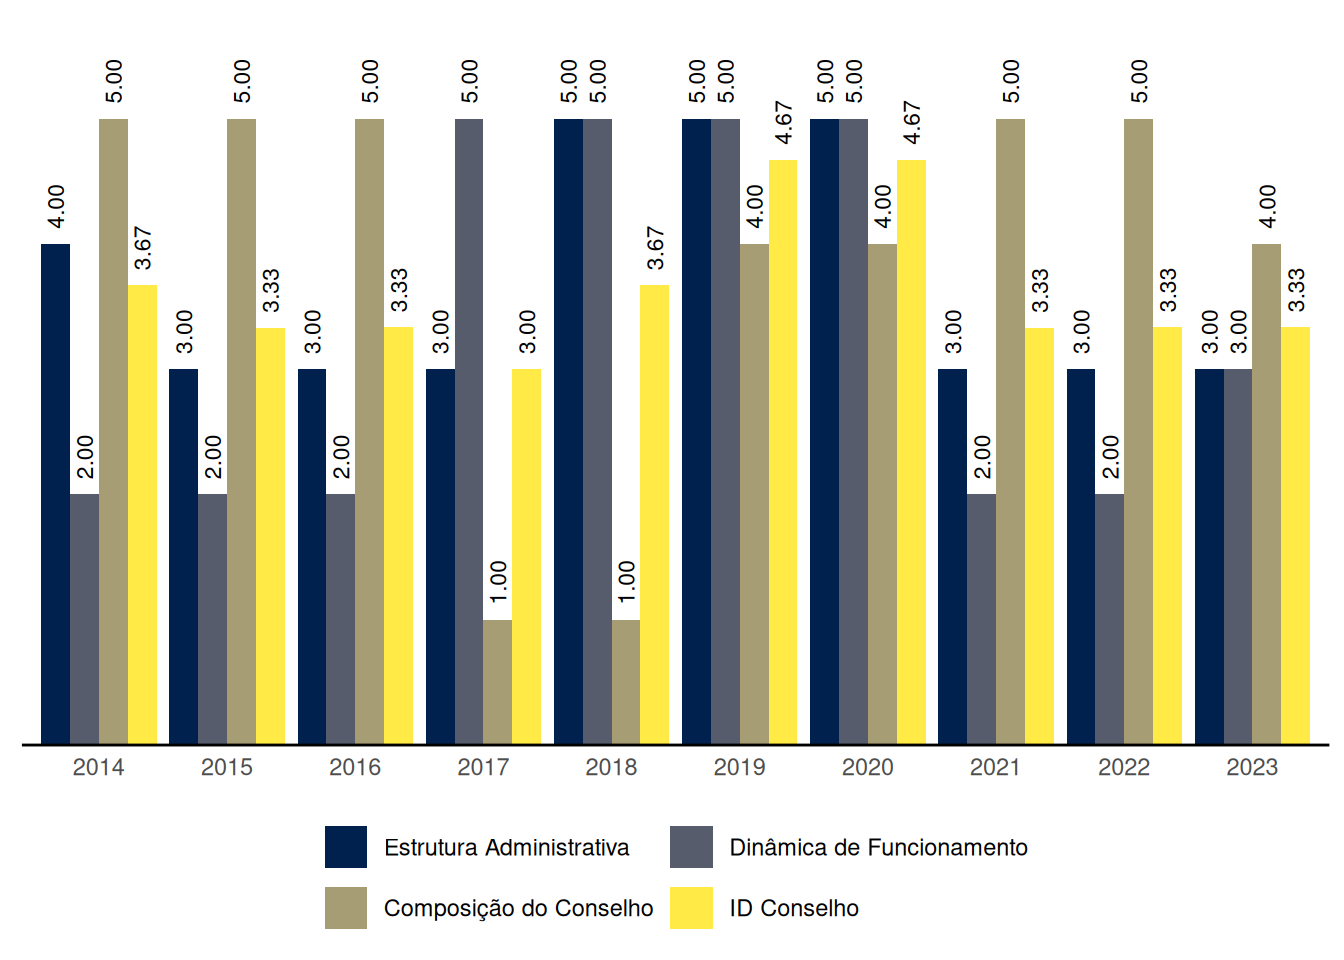 4.00 2.00 5.00 3.67 3.00 2.00 5.00 3.33 3.00 2.00 5.00 3.33 3.00 5.00 1.00 3.00 5.00 5.00 1.00 3.67 5.00 5.00 4.00 4.67 5.00 5.00 4.00 4.67 3.00 2.00 5.00 3.33 3.00 2.00 5.00 3.33 3.00 3.00 4.00 3.33
2014 2015 2016 2017 2018 2019 2020 2021 2022 2023
Estrutura Administrativa Dinâmica de Funcionamento
Composição do Conselho ID Conselho